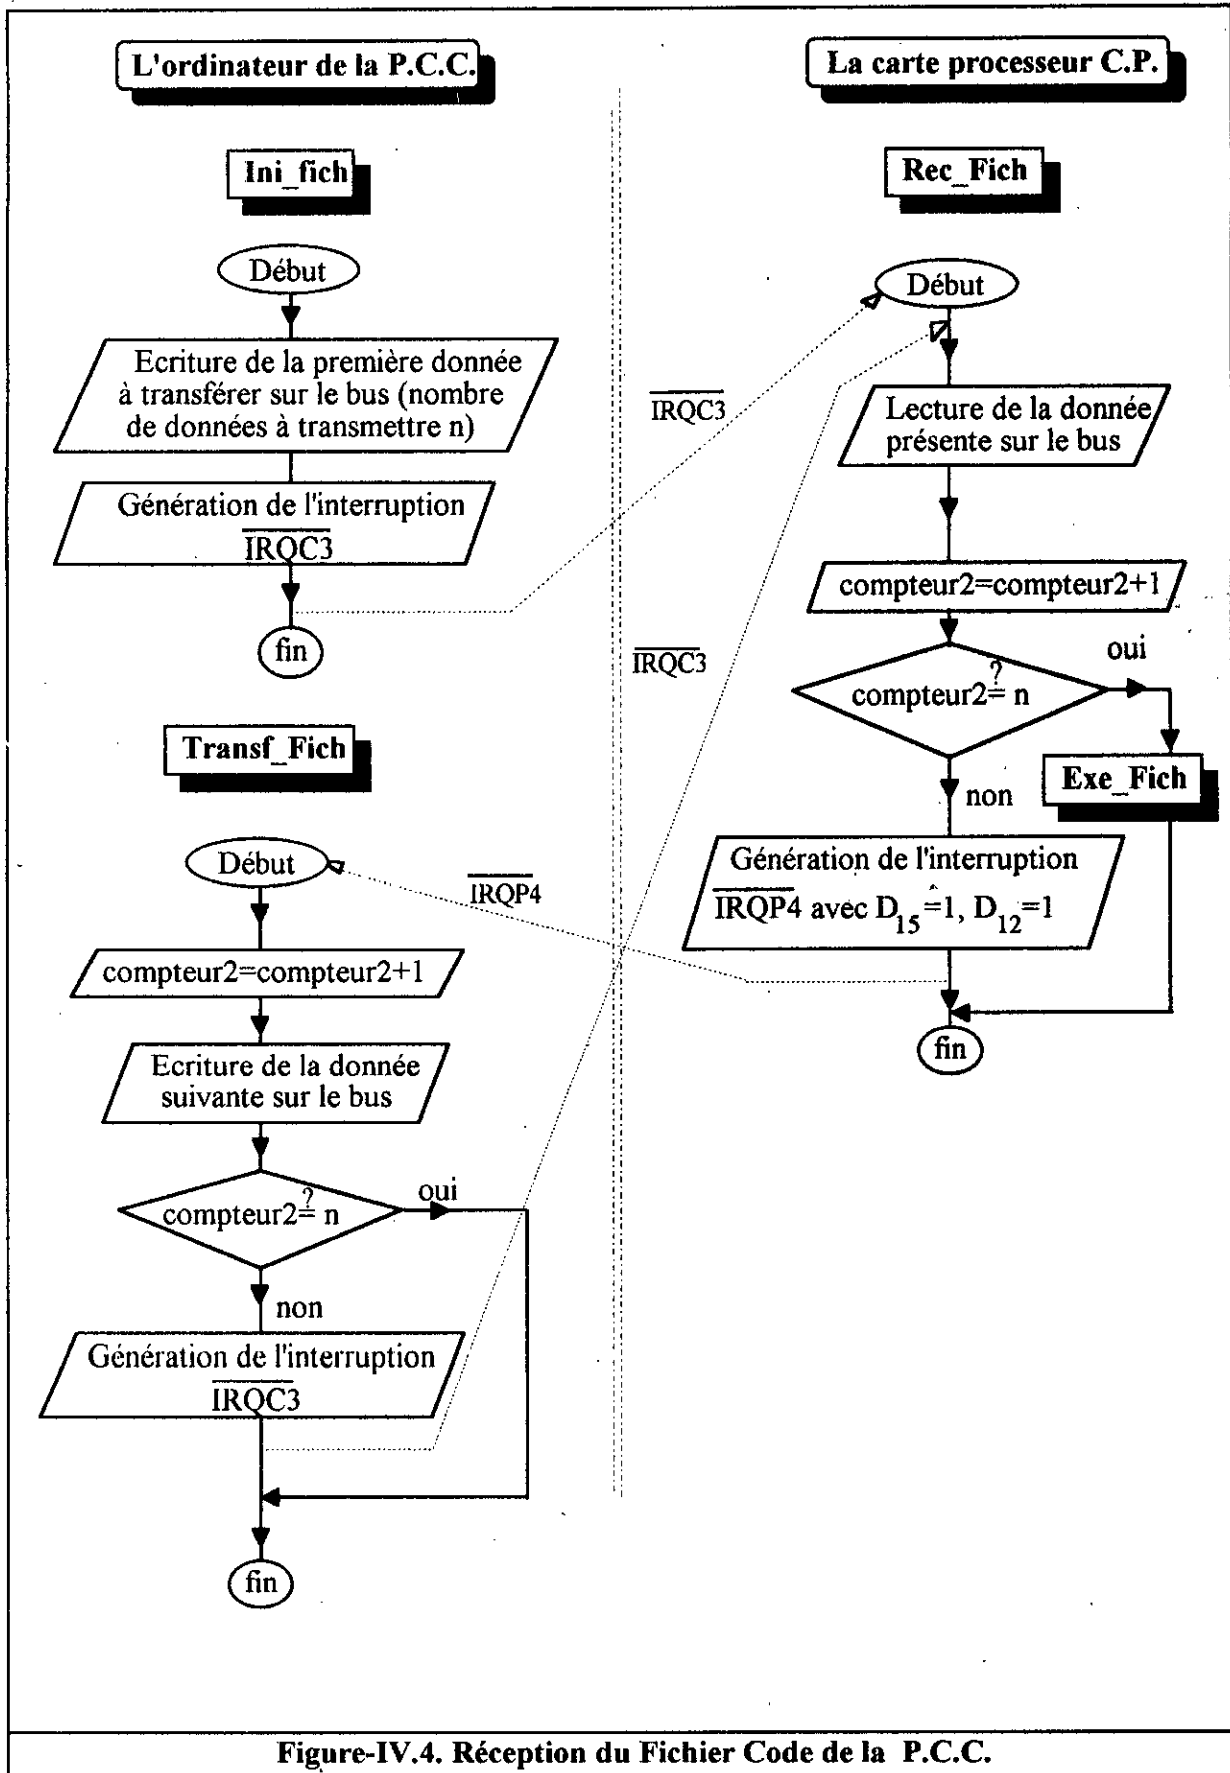 L'ordinateur de la P.C.C.
Ini_fich
Début
Ecriture de la première donnée
à transférer sur le bus (nombre
de données à transmettre n)
Génération de l'interruption
IRQC3
fin
Transf_Fich
Début
compteur2=compteur2+1
Ecriture de la donnée
suivante sur le bus
?
compteur2= n
oui
non
Génération de l'interruption
IRQC3
fin
IRQC3
IRQC3
IRQP4
La carte processeur C.P.
Rec_Fich
Début
Lecture de la donnée
présente sur le bus
compteur2=compteur2+1
?
compteur2= n
oui
Exe_Fich
non
Génération de l'interruption
IRQP4 avec D15=1, D12=1
fin
Figure-IV.4. Réception du Fichier Code de la P.C.C.